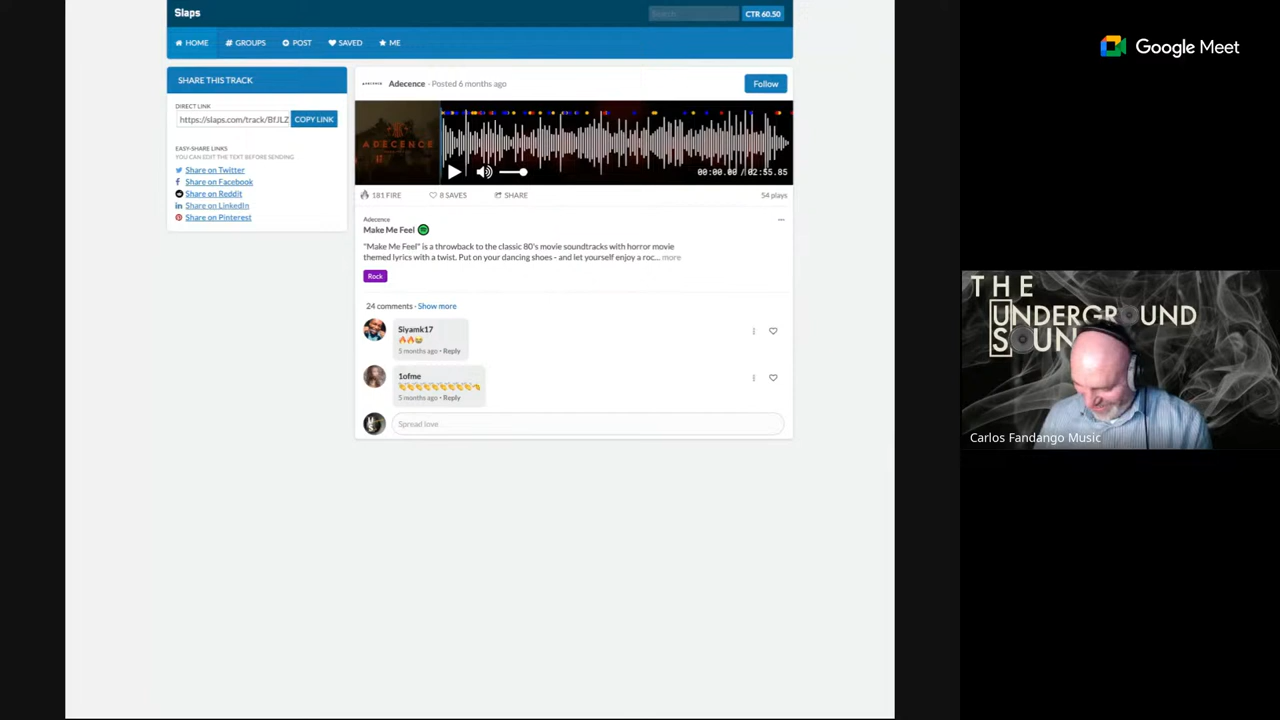 Slaps
Search
CTR 60.50
HOME
GROUPS
POST
SAVED
ME
SHARE THIS TRACK
DIRECT LINK
https://slaps.com/track/BfJLZ
COPY LINK
EASY-SHARE LINKS
YOU CAN EDIT THE TEXT BEFORE SENDING
Share on Twitter
Share on Facebook
Share on Reddit
Share on LinkedIn
Share on Pinterest
Adecence · Posted 6 months ago
Follow
ADECENCE
00:00.00 / 02:55.85
181 FIRE
8 SAVES
SHARE
54 plays
Adecence
Make Me Feel
"Make Me Feel" is a throwback to the classic 80's movie soundtracks with horror movie
themed lyrics with a twist. Put on your dancing shoes - and let yourself enjoy a roc... more
Rock
24 comments · Show more
Siyamk17
🔥🔥😂
5 months ago · Reply
1ofme
👏👏👏👏👏👏👏👏👏
5 months ago · Reply
Spread love
Google Meet
THE
UNDERGROUND
SOUN
Carlos Fandango Music